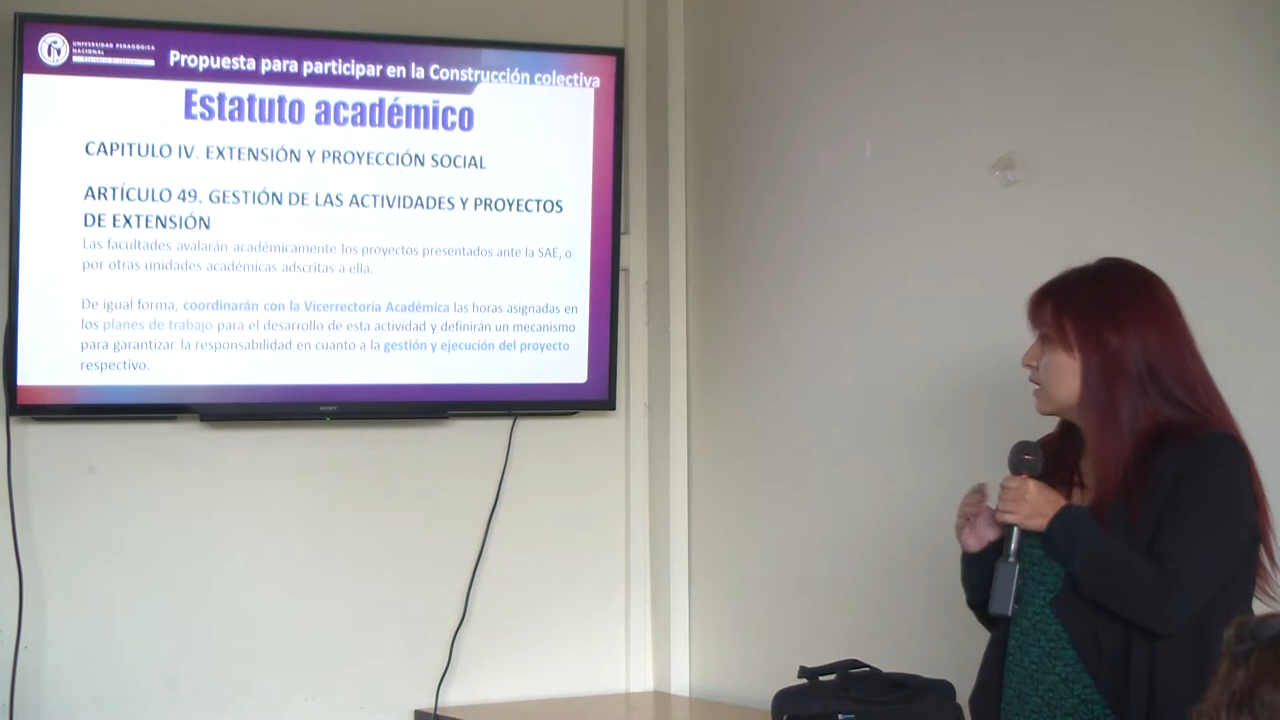 UNIVERSIDAD PEDAGÓGICA
NACIONAL
Propuesta para participar en la Construcción colectiva
Estatuto académico
CAPITULO IV. EXTENSIÓN Y PROYECCIÓN SOCIAL
ARTÍCULO 49. GESTIÓN DE LAS ACTIVIDADES Y PROYECTOS
DE EXTENSIÓN
Las facultades avalarán académicamente los proyectos presentados ante la SAE, o
por otras unidades académicas adscritas a ella.
De igual forma, coordinarán con la Vicerrectoría Académica las horas asignadas en
los planes de trabajo para el desarrollo de esta actividad y definirán un mecanismo
para garantizar la responsabilidad en cuanto a la gestión y ejecución del proyecto
respectivo.
SONY